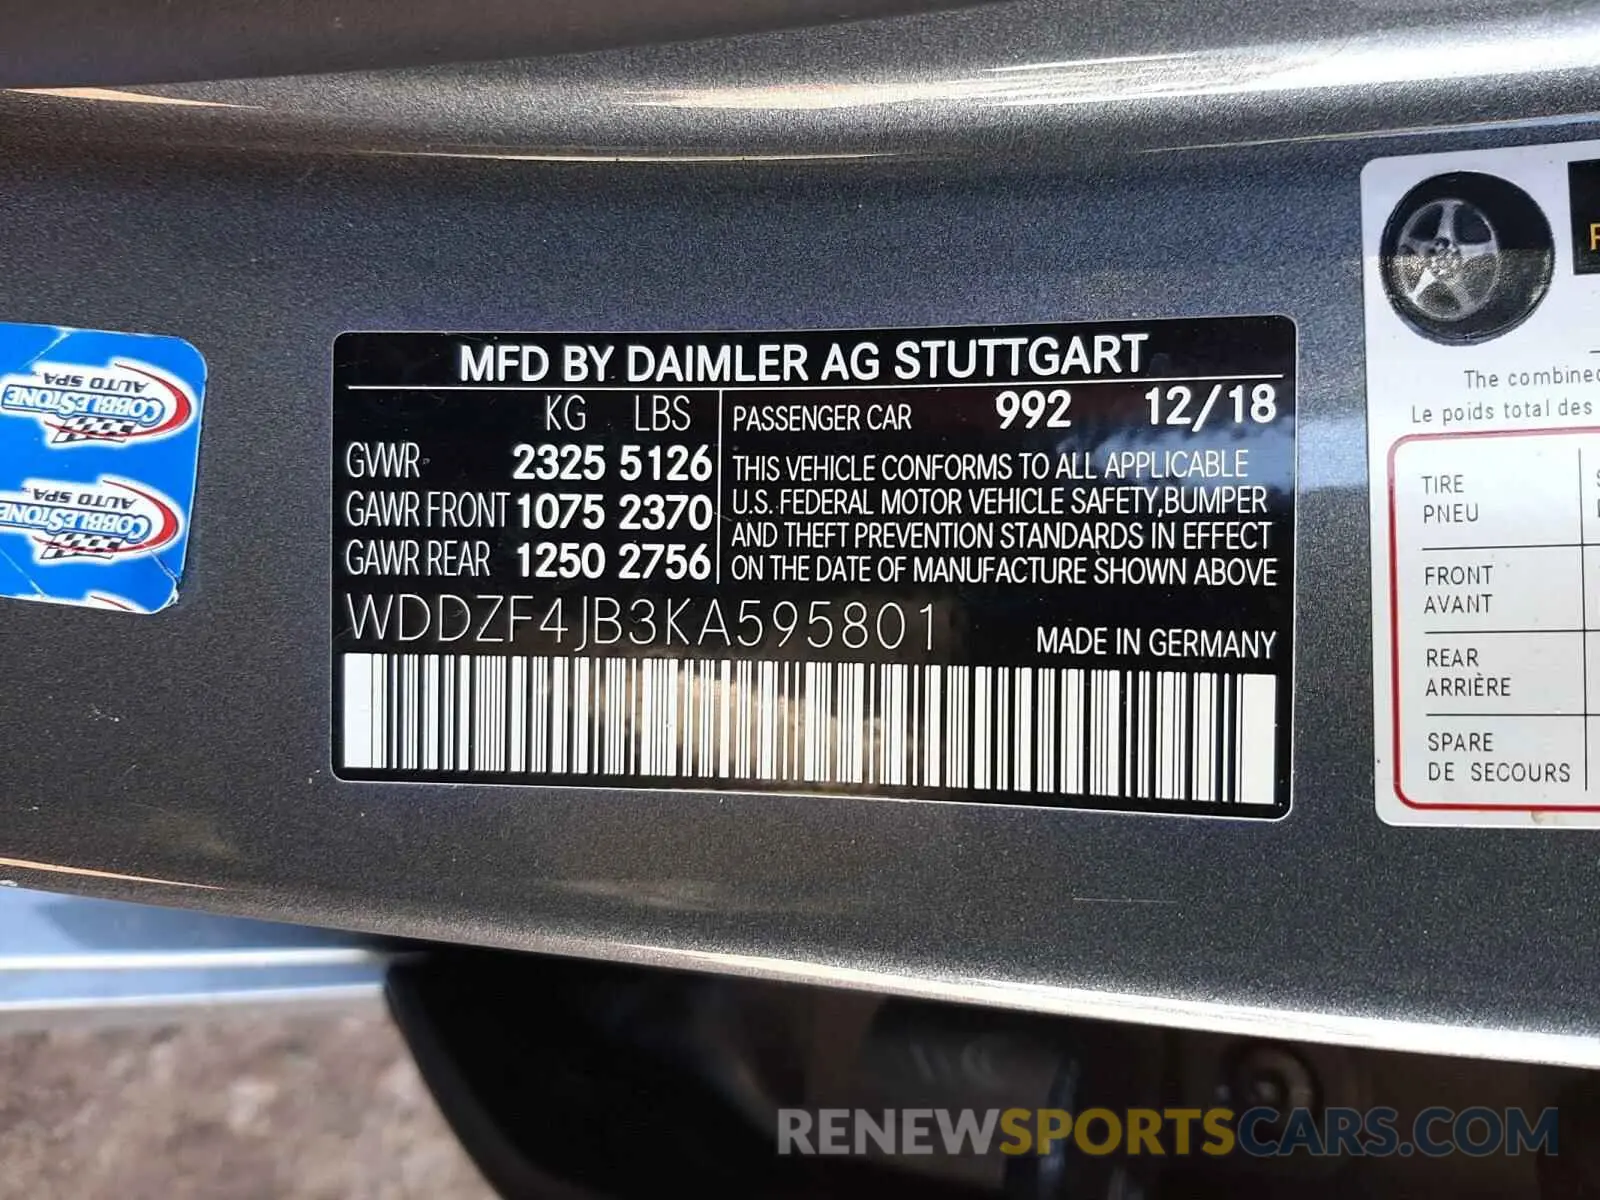 MFD BY DAIMLER AG STUTTGART
KG LBS
PASSENGER CAR 992 12/18
GVWR 2325 5126
GAWR FRONT 1075 2370
GAWR REAR 1250 2756
THIS VEHICLE CONFORMS TO ALL APPLICABLE
U.S. FEDERAL MOTOR VEHICLE SAFETY, BUMPER
AND THEFT PREVENTION STANDARDS IN EFFECT
ON THE DATE OF MANUFACTURE SHOWN ABOVE
WDDZF4JB3KA595801
MADE IN GERMANY
COBBLESTONE
AUTO SPA
COBBLESTONE
AUTO SPA
The combined
Le poids total des
TIRE
PNEU
FRONT
AVANT
REAR
ARRIÈRE
SPARE
DE SECOURS
RENEWSPORTSCARS.COM